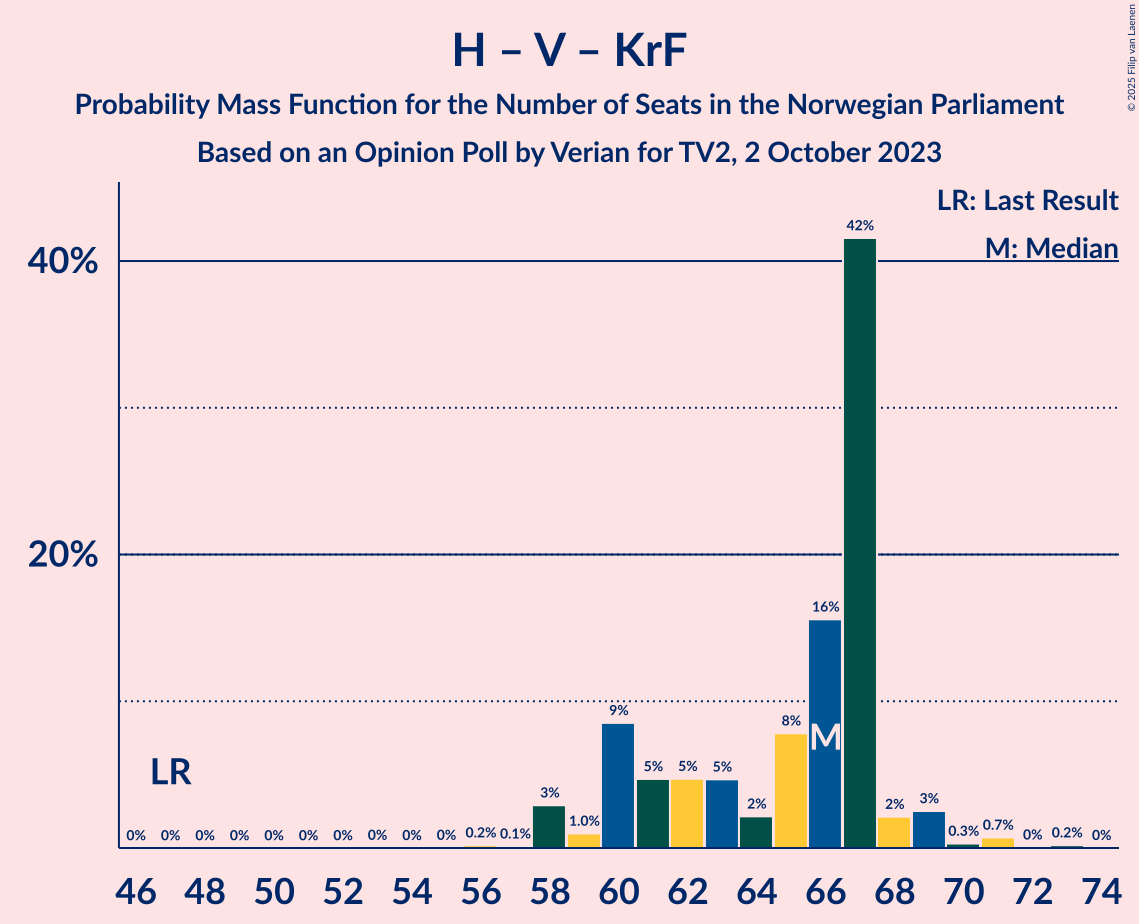 H – V – KrF
Probability Mass Function for the Number of Seats in the Norwegian Parliament
Based on an Opinion Poll by Verian for TV2, 2 October 2023
© 2025 Filip van Laenen
LR: Last Result
M: Median
42%
40%
20%
16%
9%
8%
M
5% 5% 5%
LR
3%
2%
2%
3%
0% 0% 0% 0% 0% 0% 0% 0% 0% 0% 0.2% 0.1% 1.0% 0.3% 0.7% 0% 0.2% 0%
46 48 50 52 54 56 58 60 62 64 66 68 70 72 74